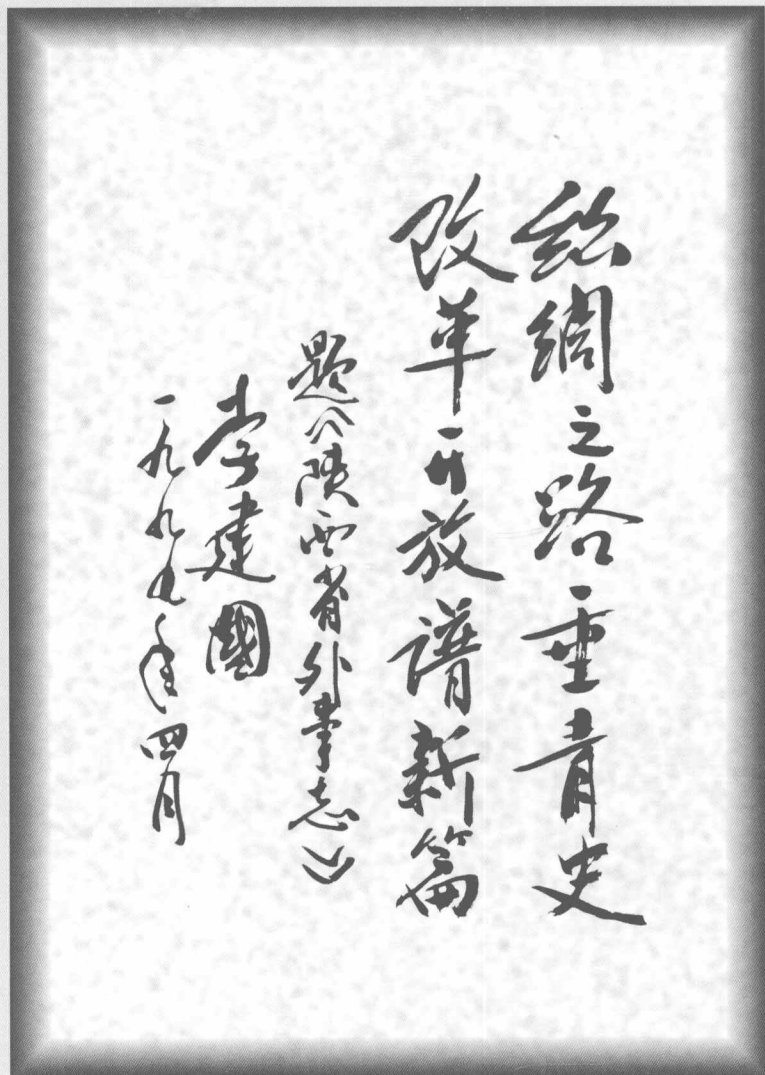 丝绸之路垂青史
改革开放谱新篇
题《陕西省外事志》
李建国
一九九九年四月